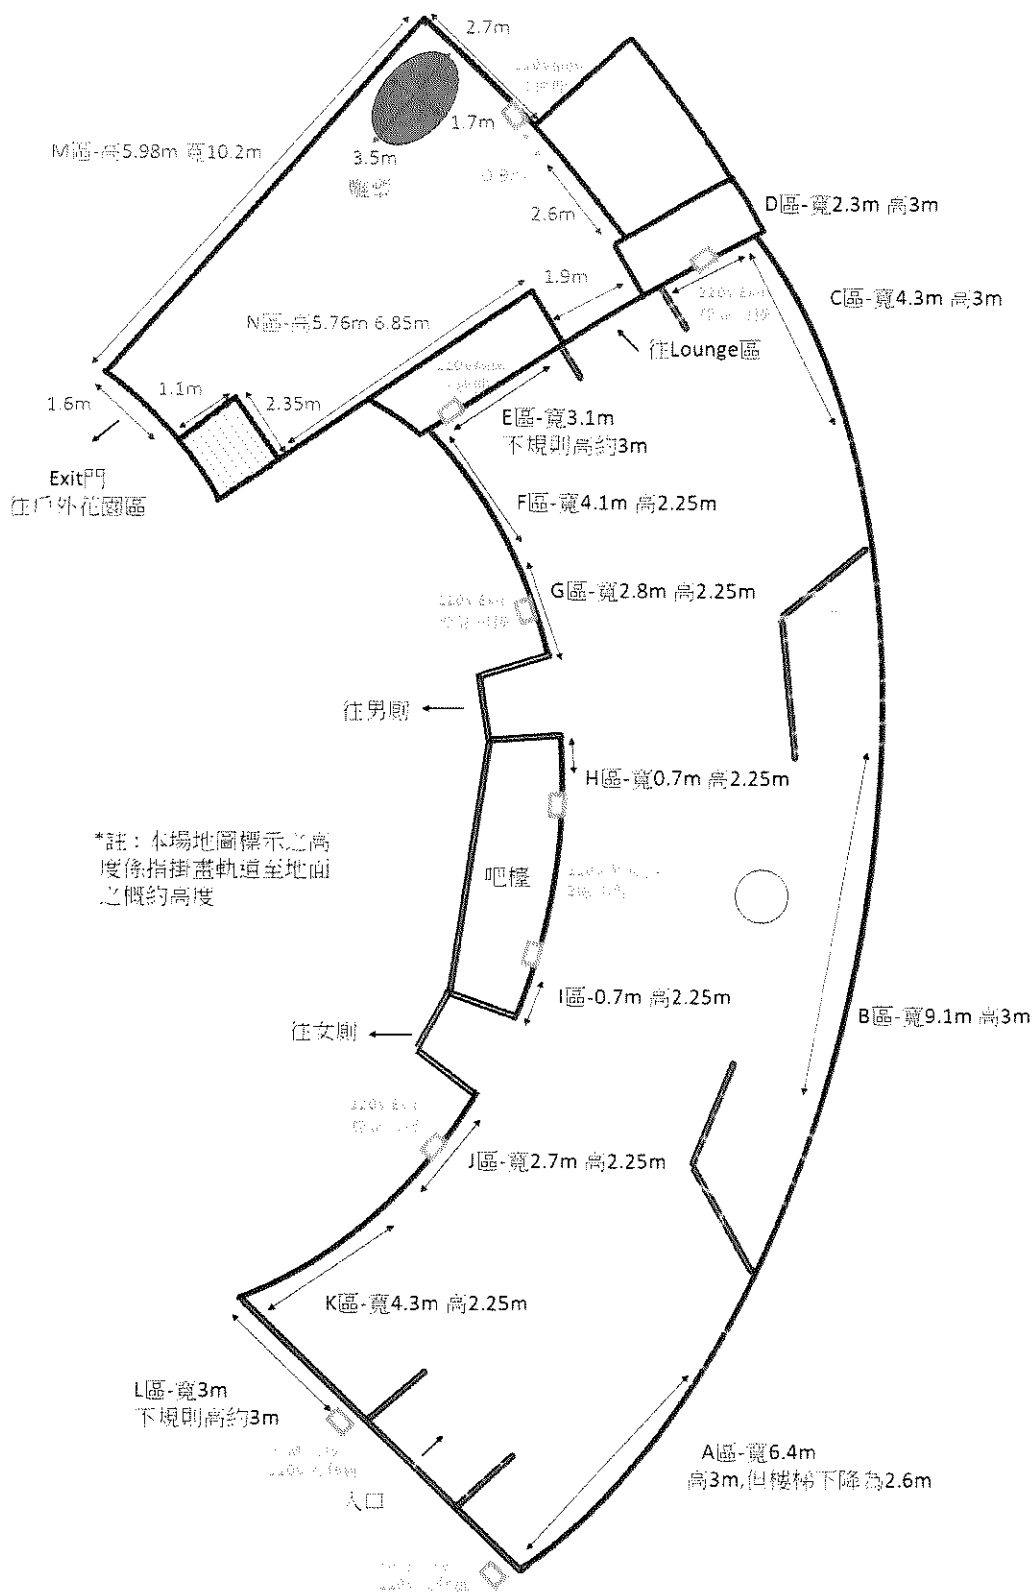 2.7m
1.7m
M區-高5.98m 寬10.2m
3.5m
2.6m
D區-寬2.3m 高3m
1.9m
C區-寬4.3m 高3m
N區-高5.76m 6.85m
往Lounge區
1.1m
1.6m
2.35m
E區-寬3.1m
不規則高約3m
Exit門
往戶外花園區
F區-寬4.1m 高2.25m
G區-寬2.8m 高2.25m
往男廁
H區-寬0.7m 高2.25m
*註：本場地圖標示之高
度係指掛畫軌道至地面
之概約高度
吧檯
I區-0.7m 高2.25m
往女廁
B區-寬9.1m 高3m
J區-寬2.7m 高2.25m
K區-寬4.3m 高2.25m
L區-寬3m
不規則高約3m
A區-寬6.4m
高3m,但樓梯下降為2.6m
入口